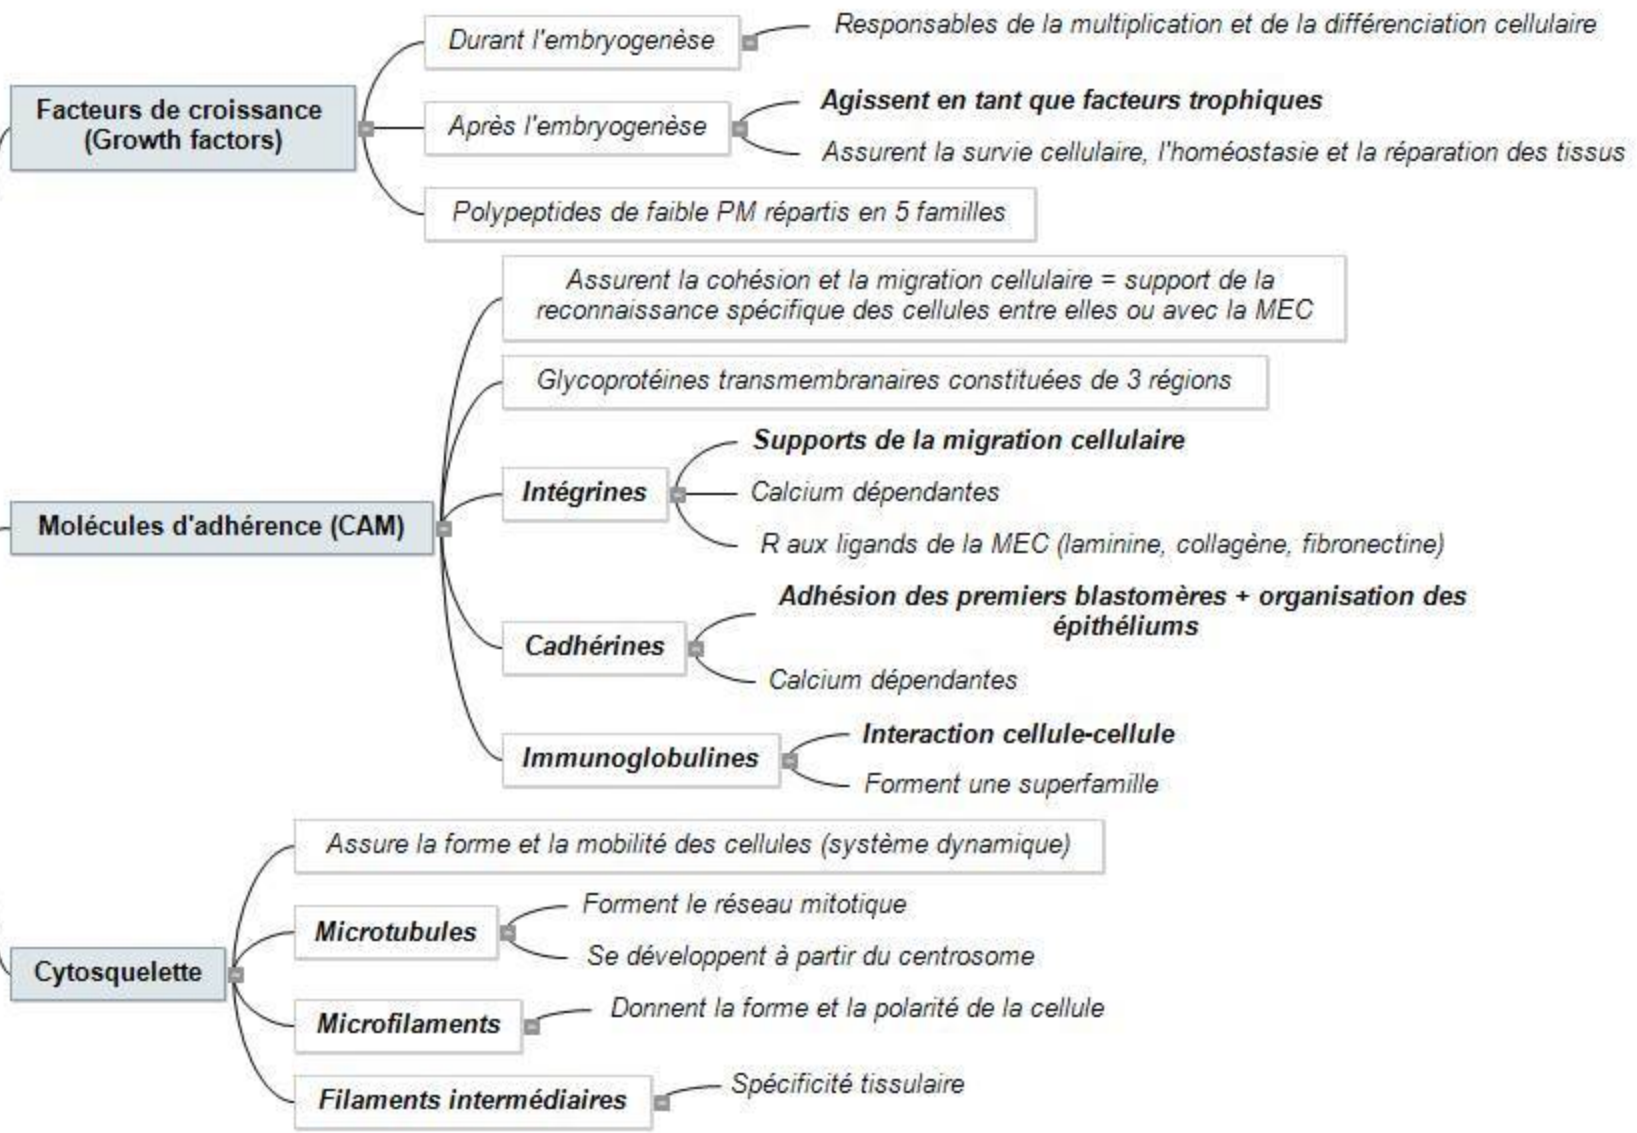 Facteurs de croissance
(Growth factors)
Durant l'embryogenèse
Responsables de la multiplication et de la différenciation cellulaire
Après l'embryogenèse
Agissent en tant que facteurs trophiques
Assurent la survie cellulaire, l'homéostasie et la réparation des tissus
Polypeptides de faible PM répartis en 5 familles
Molécules d'adhérence (CAM)
Assurent la cohésion et la migration cellulaire = support de la
reconnaissance spécifique des cellules entre elles ou avec la MEC
Glycoprotéines transmembranaires constituées de 3 régions
Intégrines
Supports de la migration cellulaire
Calcium dépendantes
R aux ligands de la MEC (laminine, collagène, fibronectine)
Cadhérines
Adhésion des premiers blastomères + organisation des
épithéliums
Calcium dépendantes
Immunoglobulines
Interaction cellule-cellule
Forment une superfamille
Cytosquelette
Assure la forme et la mobilité des cellules (système dynamique)
Microtubules
Forment le réseau mitotique
Se développent à partir du centrosome
Microfilaments
Donnent la forme et la polarité de la cellule
Filaments intermédiaires
Spécificité tissulaire